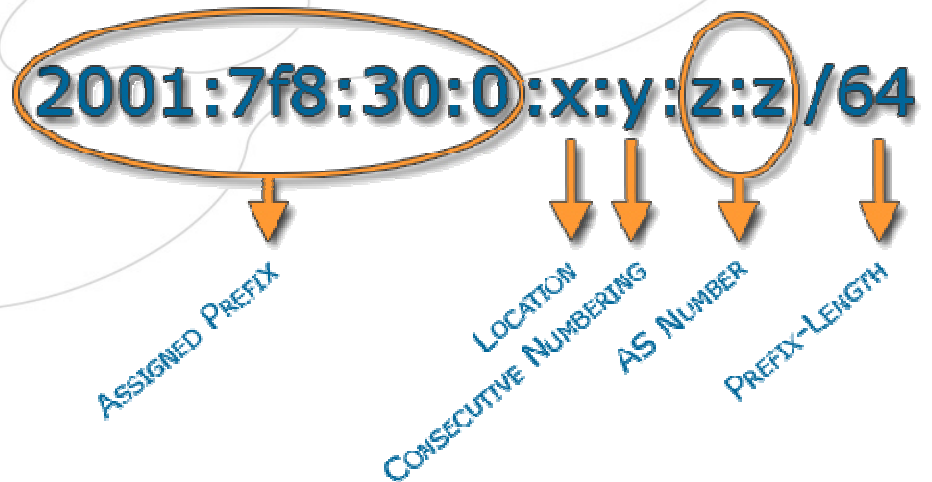 2001:7f8:30:0:x:y:z:z/64
Assigned Prefix
Location
Consecutive Numbering
AS Number
Prefix-Length